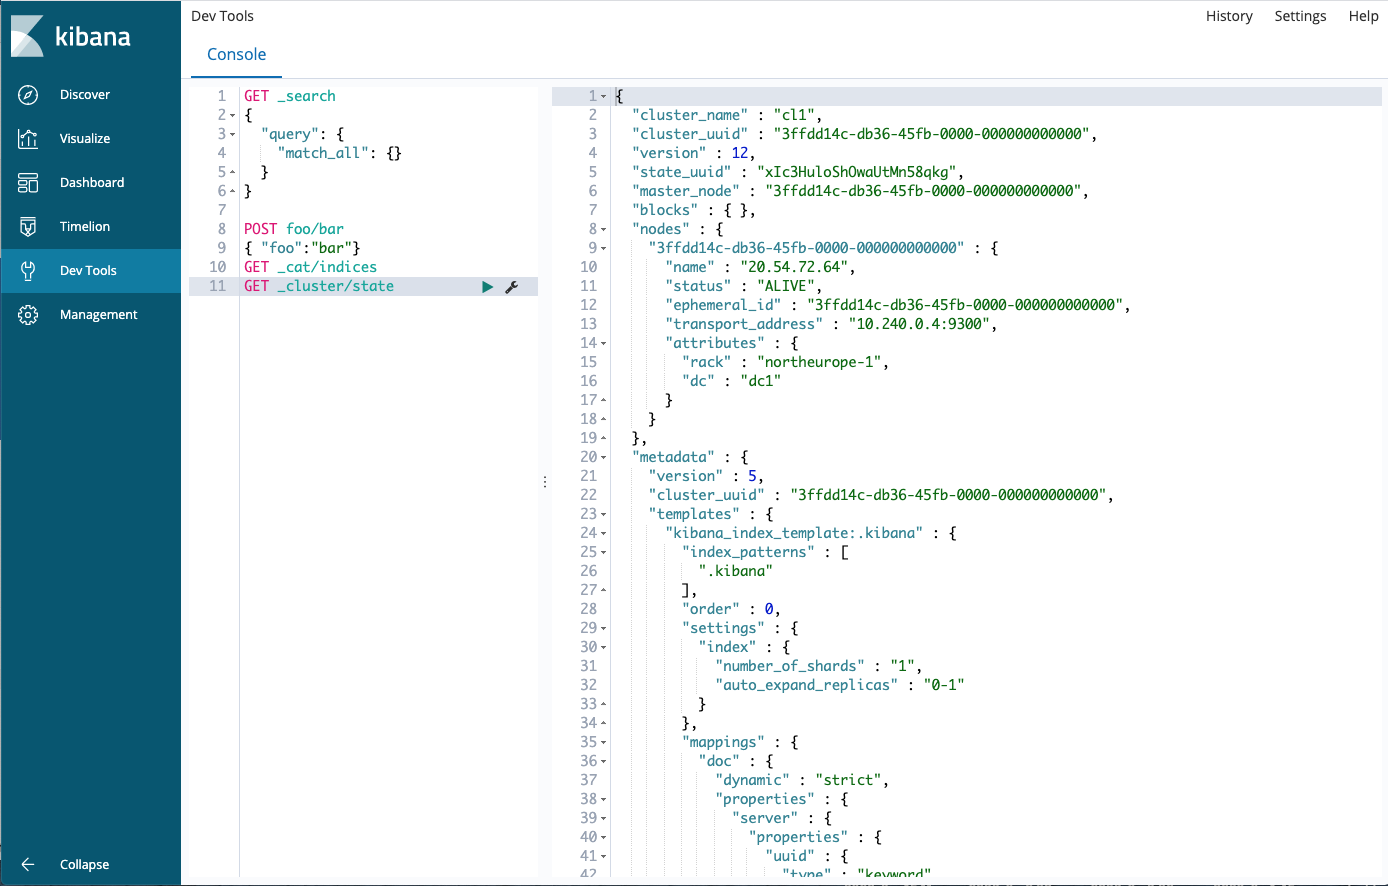 kibana
Discover
Visualize
Dashboard
Timelion
Dev Tools
Management
Collapse
Dev Tools
History Settings Help
Console
1 GET _search
2 {
3 "query": {
4 "match_all": {}
5 }
6 }
7
8 POST foo/bar
9 { "foo":"bar"}
10 GET _cat/indices
11 GET _cluster/state
1 {
2 "cluster_name" : "cl1",
3 "cluster_uuid" : "3ffdd14c-db36-45fb-0000-000000000000",
4 "version" : 12,
5 "state_uuid" : "xIc3HuloShOwaUtMn58qkg",
6 "master_node" : "3ffdd14c-db36-45fb-0000-000000000000",
7 "blocks" : { },
8 "nodes" : {
9 "3ffdd14c-db36-45fb-0000-000000000000" : {
10 "name" : "20.54.72.64",
11 "status" : "ALIVE",
12 "ephemeral_id" : "3ffdd14c-db36-45fb-0000-000000000000",
13 "transport_address" : "10.240.0.4:9300",
14 "attributes" : {
15 "rack" : "northeurope-1",
16 "dc" : "dc1"
17 }
18 }
19 },
20 "metadata" : {
21 "version" : 5,
22 "cluster_uuid" : "3ffdd14c-db36-45fb-0000-000000000000",
23 "templates" : {
24 "kibana_index_template:.kibana" : {
25 "index_patterns" : [
26 ".kibana"
27 ],
28 "order" : 0,
29 "settings" : {
30 "index" : {
31 "number_of_shards" : "1",
32 "auto_expand_replicas" : "0-1"
33 }
34 },
35 "mappings" : {
36 "doc" : {
37 "dynamic" : "strict",
38 "properties" : {
39 "server" : {
40 "properties" : {
41 "uuid" : {
42 "type" : "keyword"